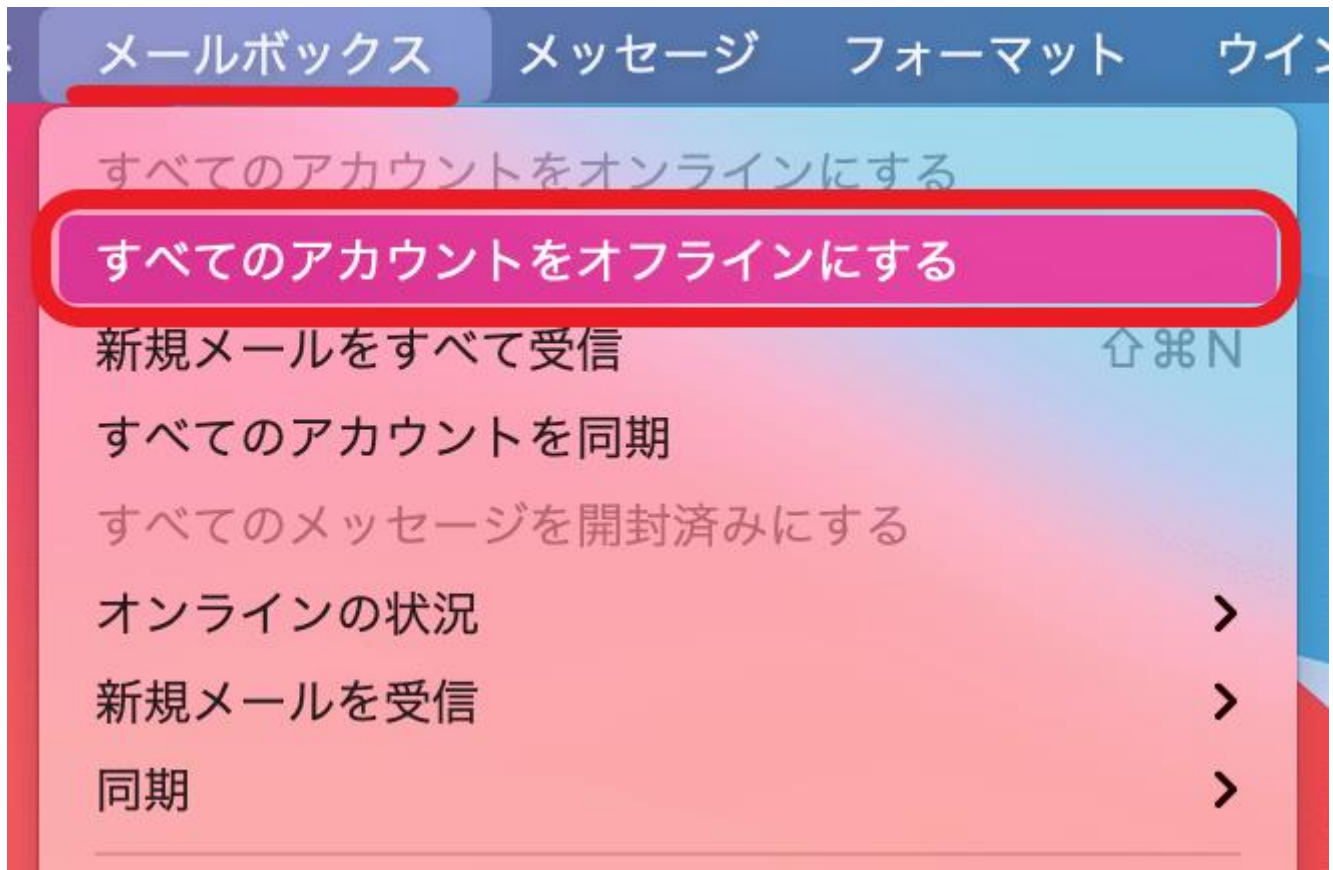 メールボックス メッセージ フォーマット ウイン
すべてのアカウントをオンラインにする
すべてのアカウントをオフラインにする
新規メールをすべて受信 ⇧⌘N
すべてのアカウントを同期
すべてのメッセージを開封済みにする
オンラインの状況
新規メールを受信
同期